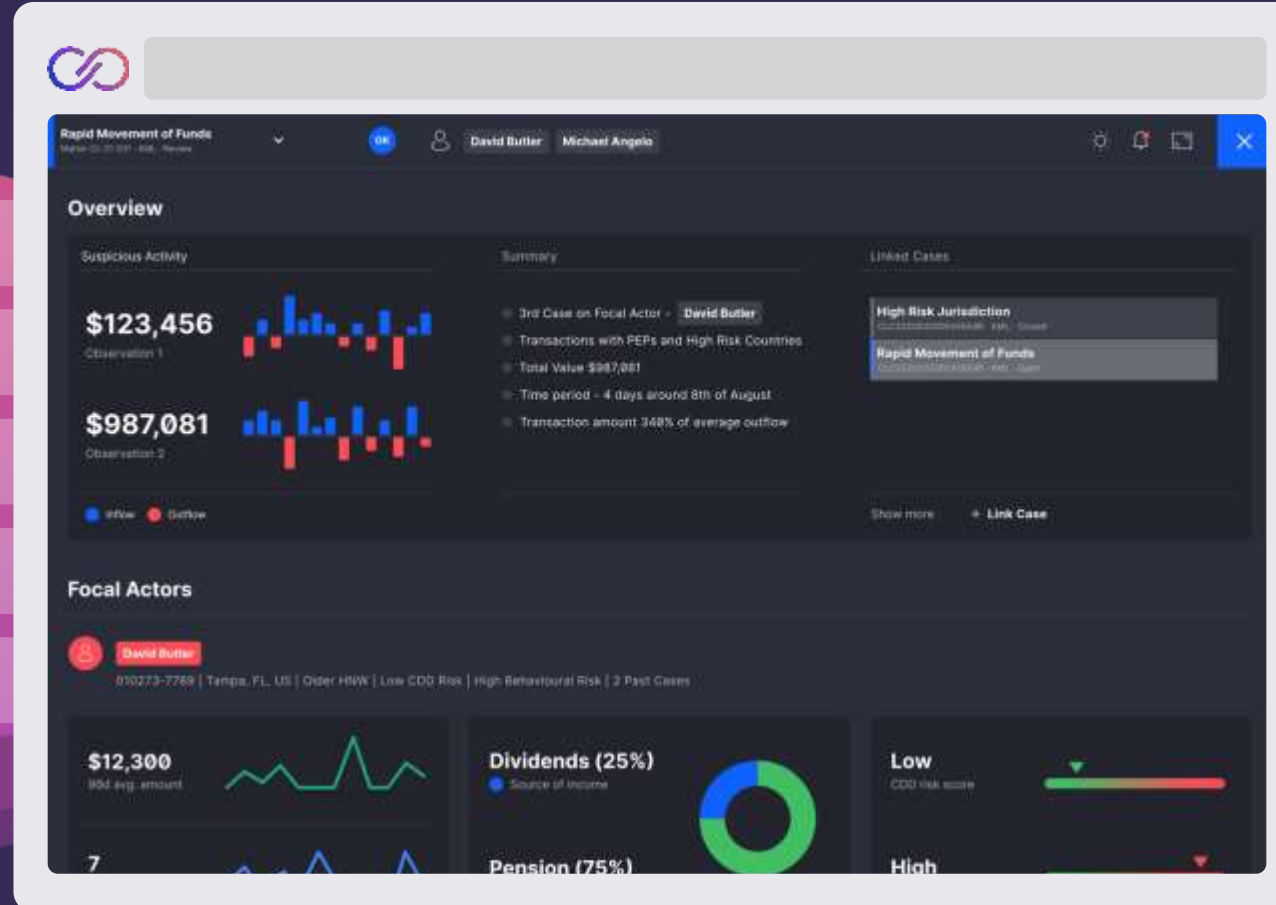 Rapid Movement of Funds
David Butler Michael Angelo
Overview
Suspicious Activity
$123,456
Observation 1
$987,081
Observation 2
Inflow Outflow
Summary
3rd Case on Focal Actor - David Butler
Transactions with PEPs and High Risk Countries
Total Value $987,081
Time period - 4 days around 8th of August
Transaction amount 340% of average outflow
Linked Cases
High Risk Jurisdiction
Rapid Movement of Funds
Show more + Link Case
Focal Actors
David Butler
010273-7789 | Tampa, FL, US | Older HNW | Low CDD Risk | High Behavioural Risk | 2 Past Cases
$12,300
90d avg. amount
7
Dividends (25%)
Source of income
Pension (75%)
Low
CDD risk score
High